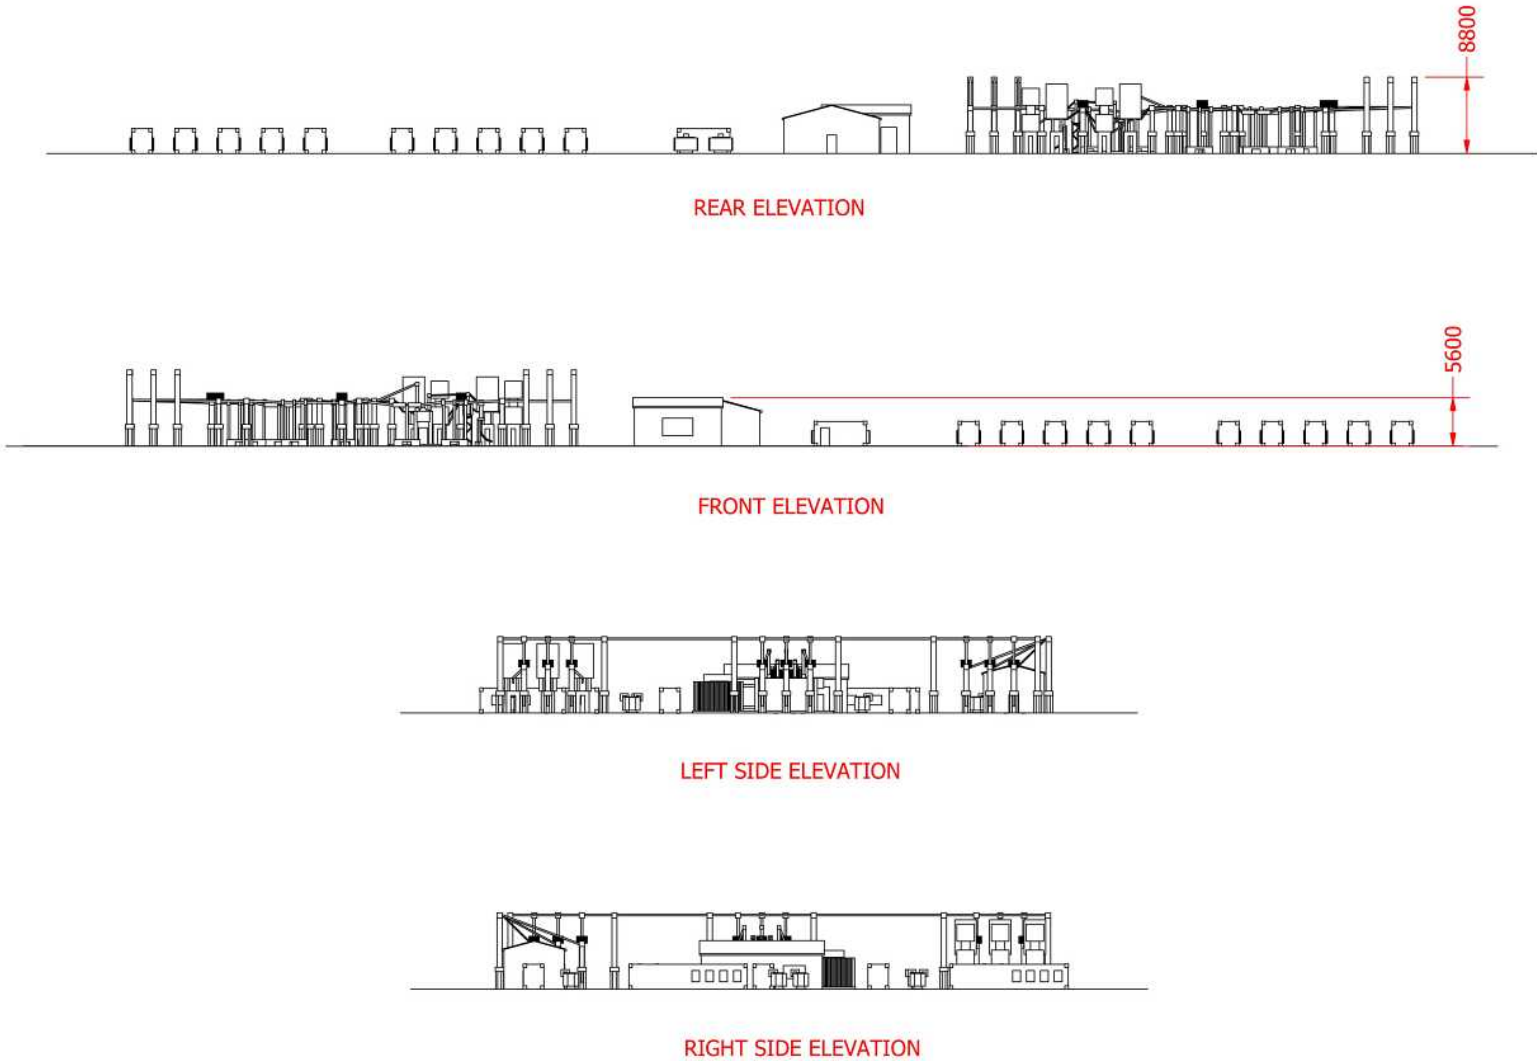 8800
REAR ELEVATION
5600
FRONT ELEVATION
LEFT SIDE ELEVATION
RIGHT SIDE ELEVATION